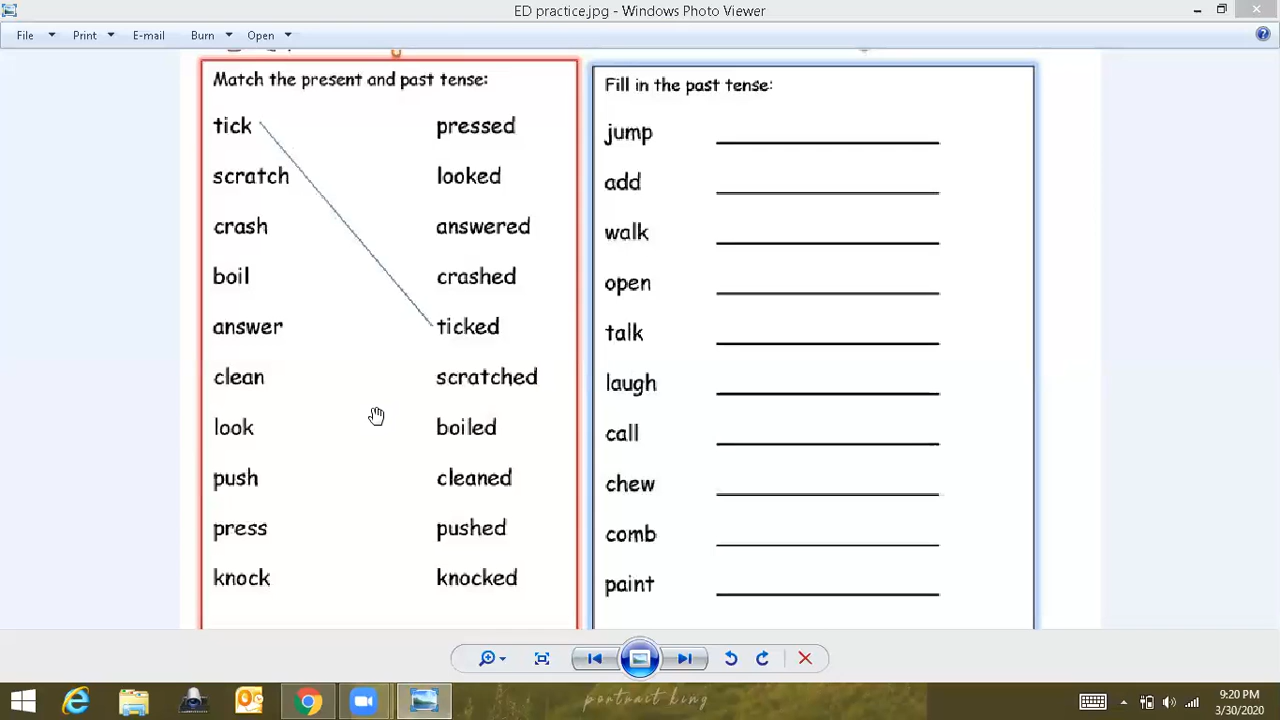 ED practice.jpg - Windows Photo Viewer
File Print E-mail Burn Open
Match the present and past tense:
tick pressed
scratch looked
crash answered
boil crashed
answer ticked
clean scratched
look boiled
push cleaned
press pushed
knock knocked
Fill in the past tense:
jump
add
walk
open
talk
laugh
call
chew
comb
paint
portrait king
9:20 PM
3/30/2020